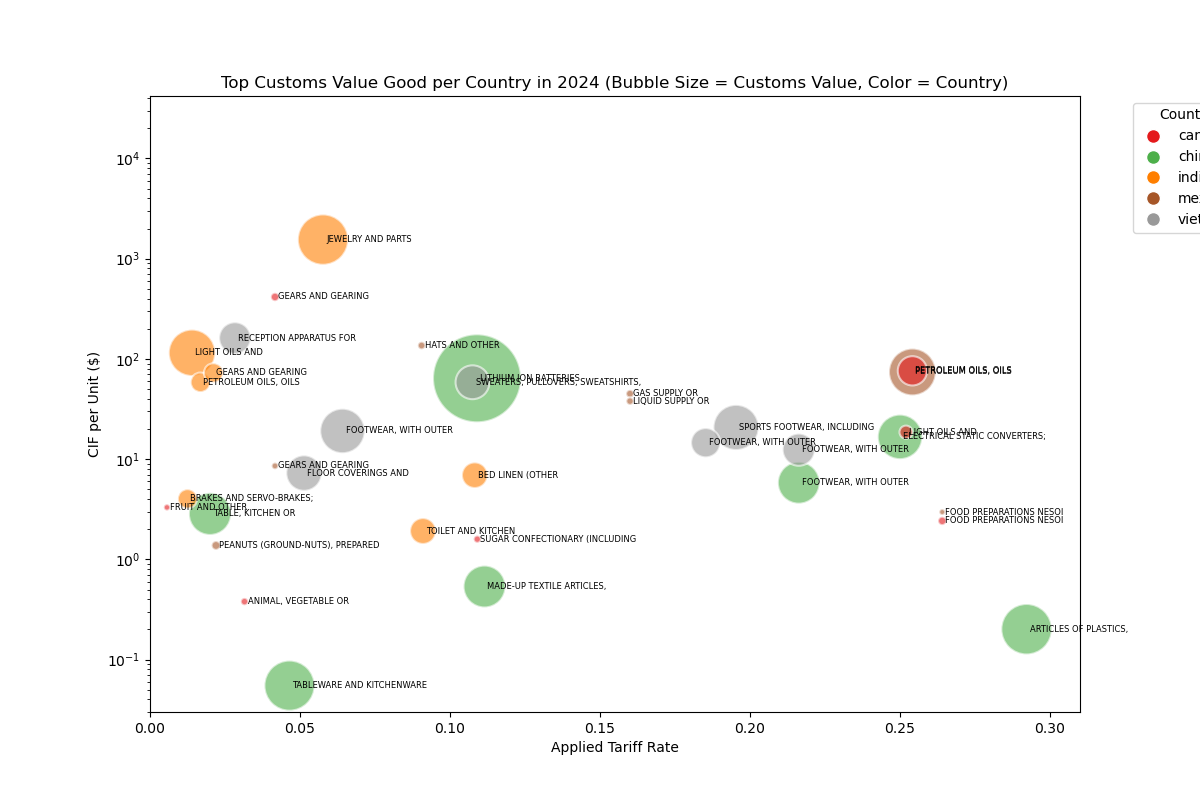 Top Customs Value Good per Country in 2024 (Bubble Size = Customs Value, Color = Country)
Count
can
chin
indi
mex
viet
CIF per Unit ($)
10⁴
10³
10²
10¹
10⁰
10⁻¹
JEWELRY AND PARTS
GEARS AND GEARING
RECEPTION APPARATUS FOR
HATS AND OTHER
LIGHT OILS AND
GEARS AND GEARING
PETROLEUM OILS, OILS
LITHIUM ION BATTERIES
SWEATERS, PULLOVERS, SWEATSHIRTS,
PETROLEUM OILS, OILS
GAS SUPPLY OR
LIQUID SUPPLY OR
FOOTWEAR, WITH OUTER
SPORTS FOOTWEAR, INCLUDING
LIGHT OILS AND
ELECTRICAL STATIC CONVERTERS;
FOOTWEAR, WITH OUTER
FOOTWEAR, WITH OUTER
GEARS AND GEARING
FLOOR COVERINGS AND
BED LINEN (OTHER
FOOTWEAR, WITH OUTER
BRAKES AND SERVO-BRAKES;
FRUIT AND OTHER
TABLE, KITCHEN OR
FOOD PREPARATIONS NESOI
FOOD PREPARATIONS NESOI
TOILET AND KITCHEN
SUGAR CONFECTIONARY (INCLUDING
PEANUTS (GROUND-NUTS), PREPARED
MADE-UP TEXTILE ARTICLES,
ANIMAL, VEGETABLE OR
ARTICLES OF PLASTICS,
TABLEWARE AND KITCHENWARE
0.00 0.05 0.10 0.15 0.20 0.25 0.30
Applied Tariff Rate